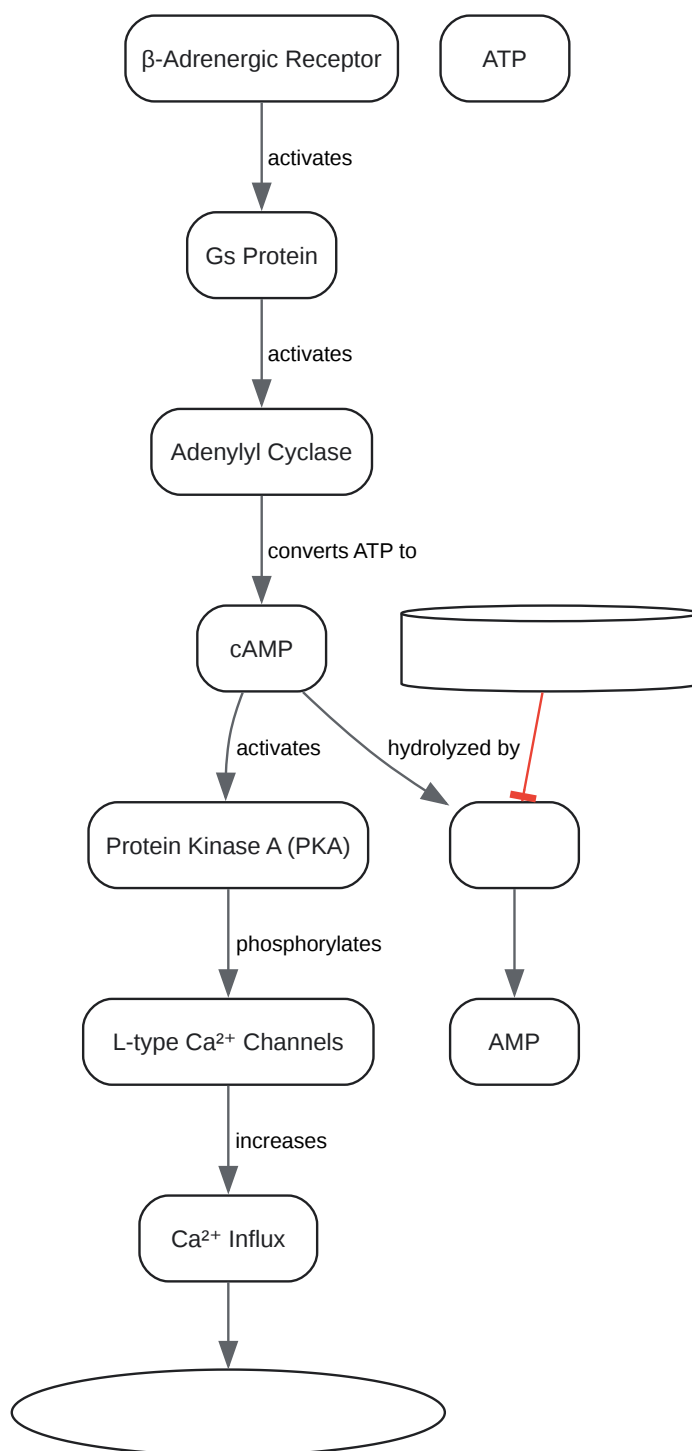 β-Adrenergic Receptor
ATP
activates
Gs Protein
activates
Adenylyl Cyclase
converts ATP to
cAMP
activates
hydrolyzed by
Protein Kinase A (PKA)
phosphorylates
L-type Ca²⁺ Channels
AMP
increases
Ca²⁺ Influx